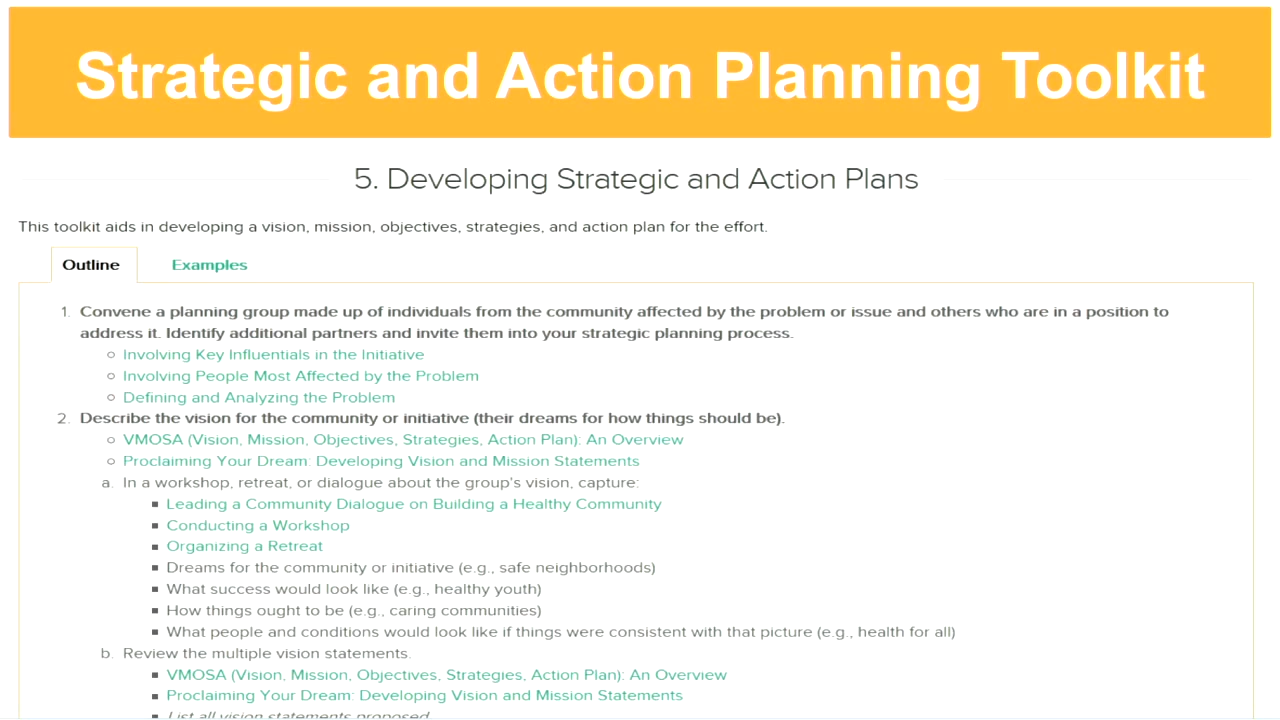 Strategic and Action Planning Toolkit
5. Developing Strategic and Action Plans
This toolkit aids in developing a vision, mission, objectives, strategies, and action plan for the effort.
Outline Examples
1. Convene a planning group made up of individuals from the community affected by the problem or issue and others who are in a position to
address it. Identify additional partners and invite them into your strategic planning process.
Involving Key Influentials in the Initiative
Involving People Most Affected by the Problem
Defining and Analyzing the Problem
2. Describe the vision for the community or initiative (their dreams for how things should be).
VMOSA (Vision, Mission, Objectives, Strategies, Action Plan): An Overview
Proclaiming Your Dream: Developing Vision and Mission Statements
a. In a workshop, retreat, or dialogue about the group's vision, capture:
Leading a Community Dialogue on Building a Healthy Community
Conducting a Workshop
Organizing a Retreat
Dreams for the community or initiative (e.g., safe neighborhoods)
What success would look like (e.g., healthy youth)
How things ought to be (e.g., caring communities)
What people and conditions would look like if things were consistent with that picture (e.g., health for all)
b. Review the multiple vision statements.
VMOSA (Vision, Mission, Objectives, Strategies, Action Plan): An Overview
Proclaiming Your Dream: Developing Vision and Mission Statements
List all vision statements proposed